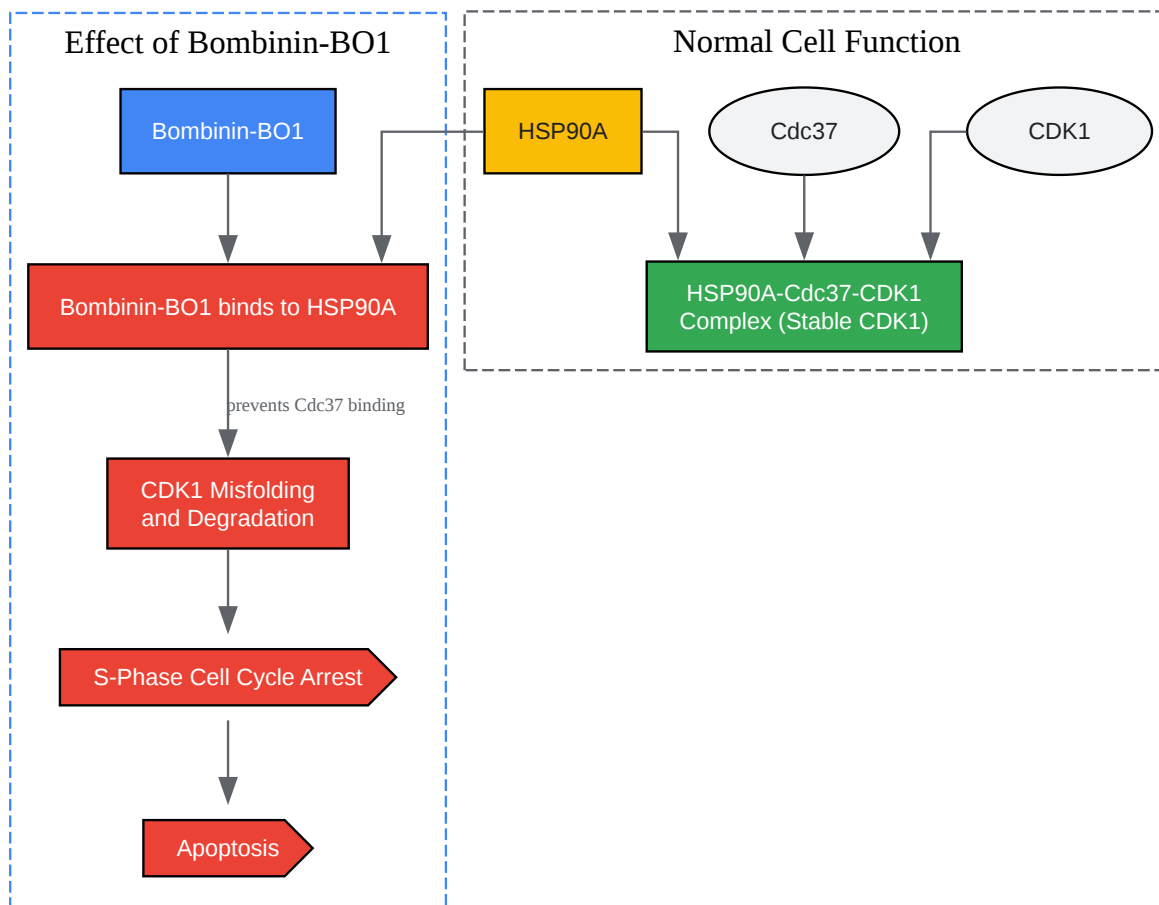 Effect of Bombinin-BO1
Bombinin-BO1
Bombinin-BO1 binds to HSP90A
prevents Cdc37 binding
CDK1 Misfolding
and Degradation
S-Phase Cell Cycle Arrest
Apoptosis
Normal Cell Function
HSP90A
Cdc37
CDK1
HSP90A-Cdc37-CDK1
Complex (Stable CDK1)